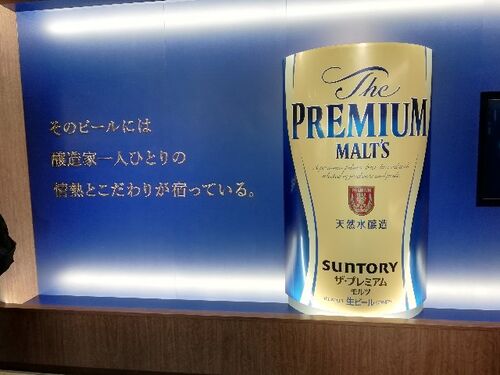 そのビールには
醸造家一人ひとりの
情熱とこだわりが宿っている。
The
PREMIUM
MALT'S
天然水醸造
SUNTORY
ザ・プレミアム
モルツ
生ビール